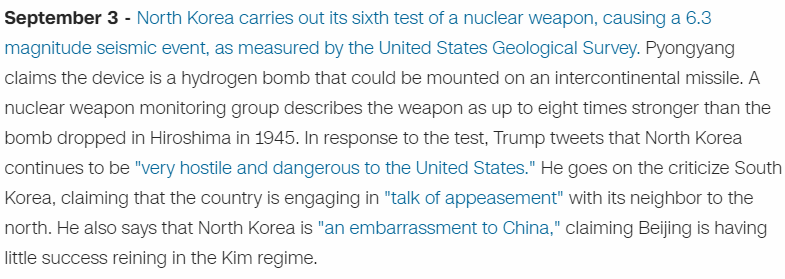 September 3 - North Korea carries out its sixth test of a nuclear weapon, causing a 6.3
magnitude seismic event, as measured by the United States Geological Survey. Pyongyang
claims the device is a hydrogen bomb that could be mounted on an intercontinental missile. A
nuclear weapon monitoring group describes the weapon as up to eight times stronger than the
bomb dropped in Hiroshima in 1945. In response to the test, Trump tweets that North Korea
continues to be "very hostile and dangerous to the United States." He goes on the criticize South
Korea, claiming that the country is engaging in "talk of appeasement" with its neighbor to the
north. He also says that North Korea is "an embarrassment to China," claiming Beijing is having
little success reining in the Kim regime.